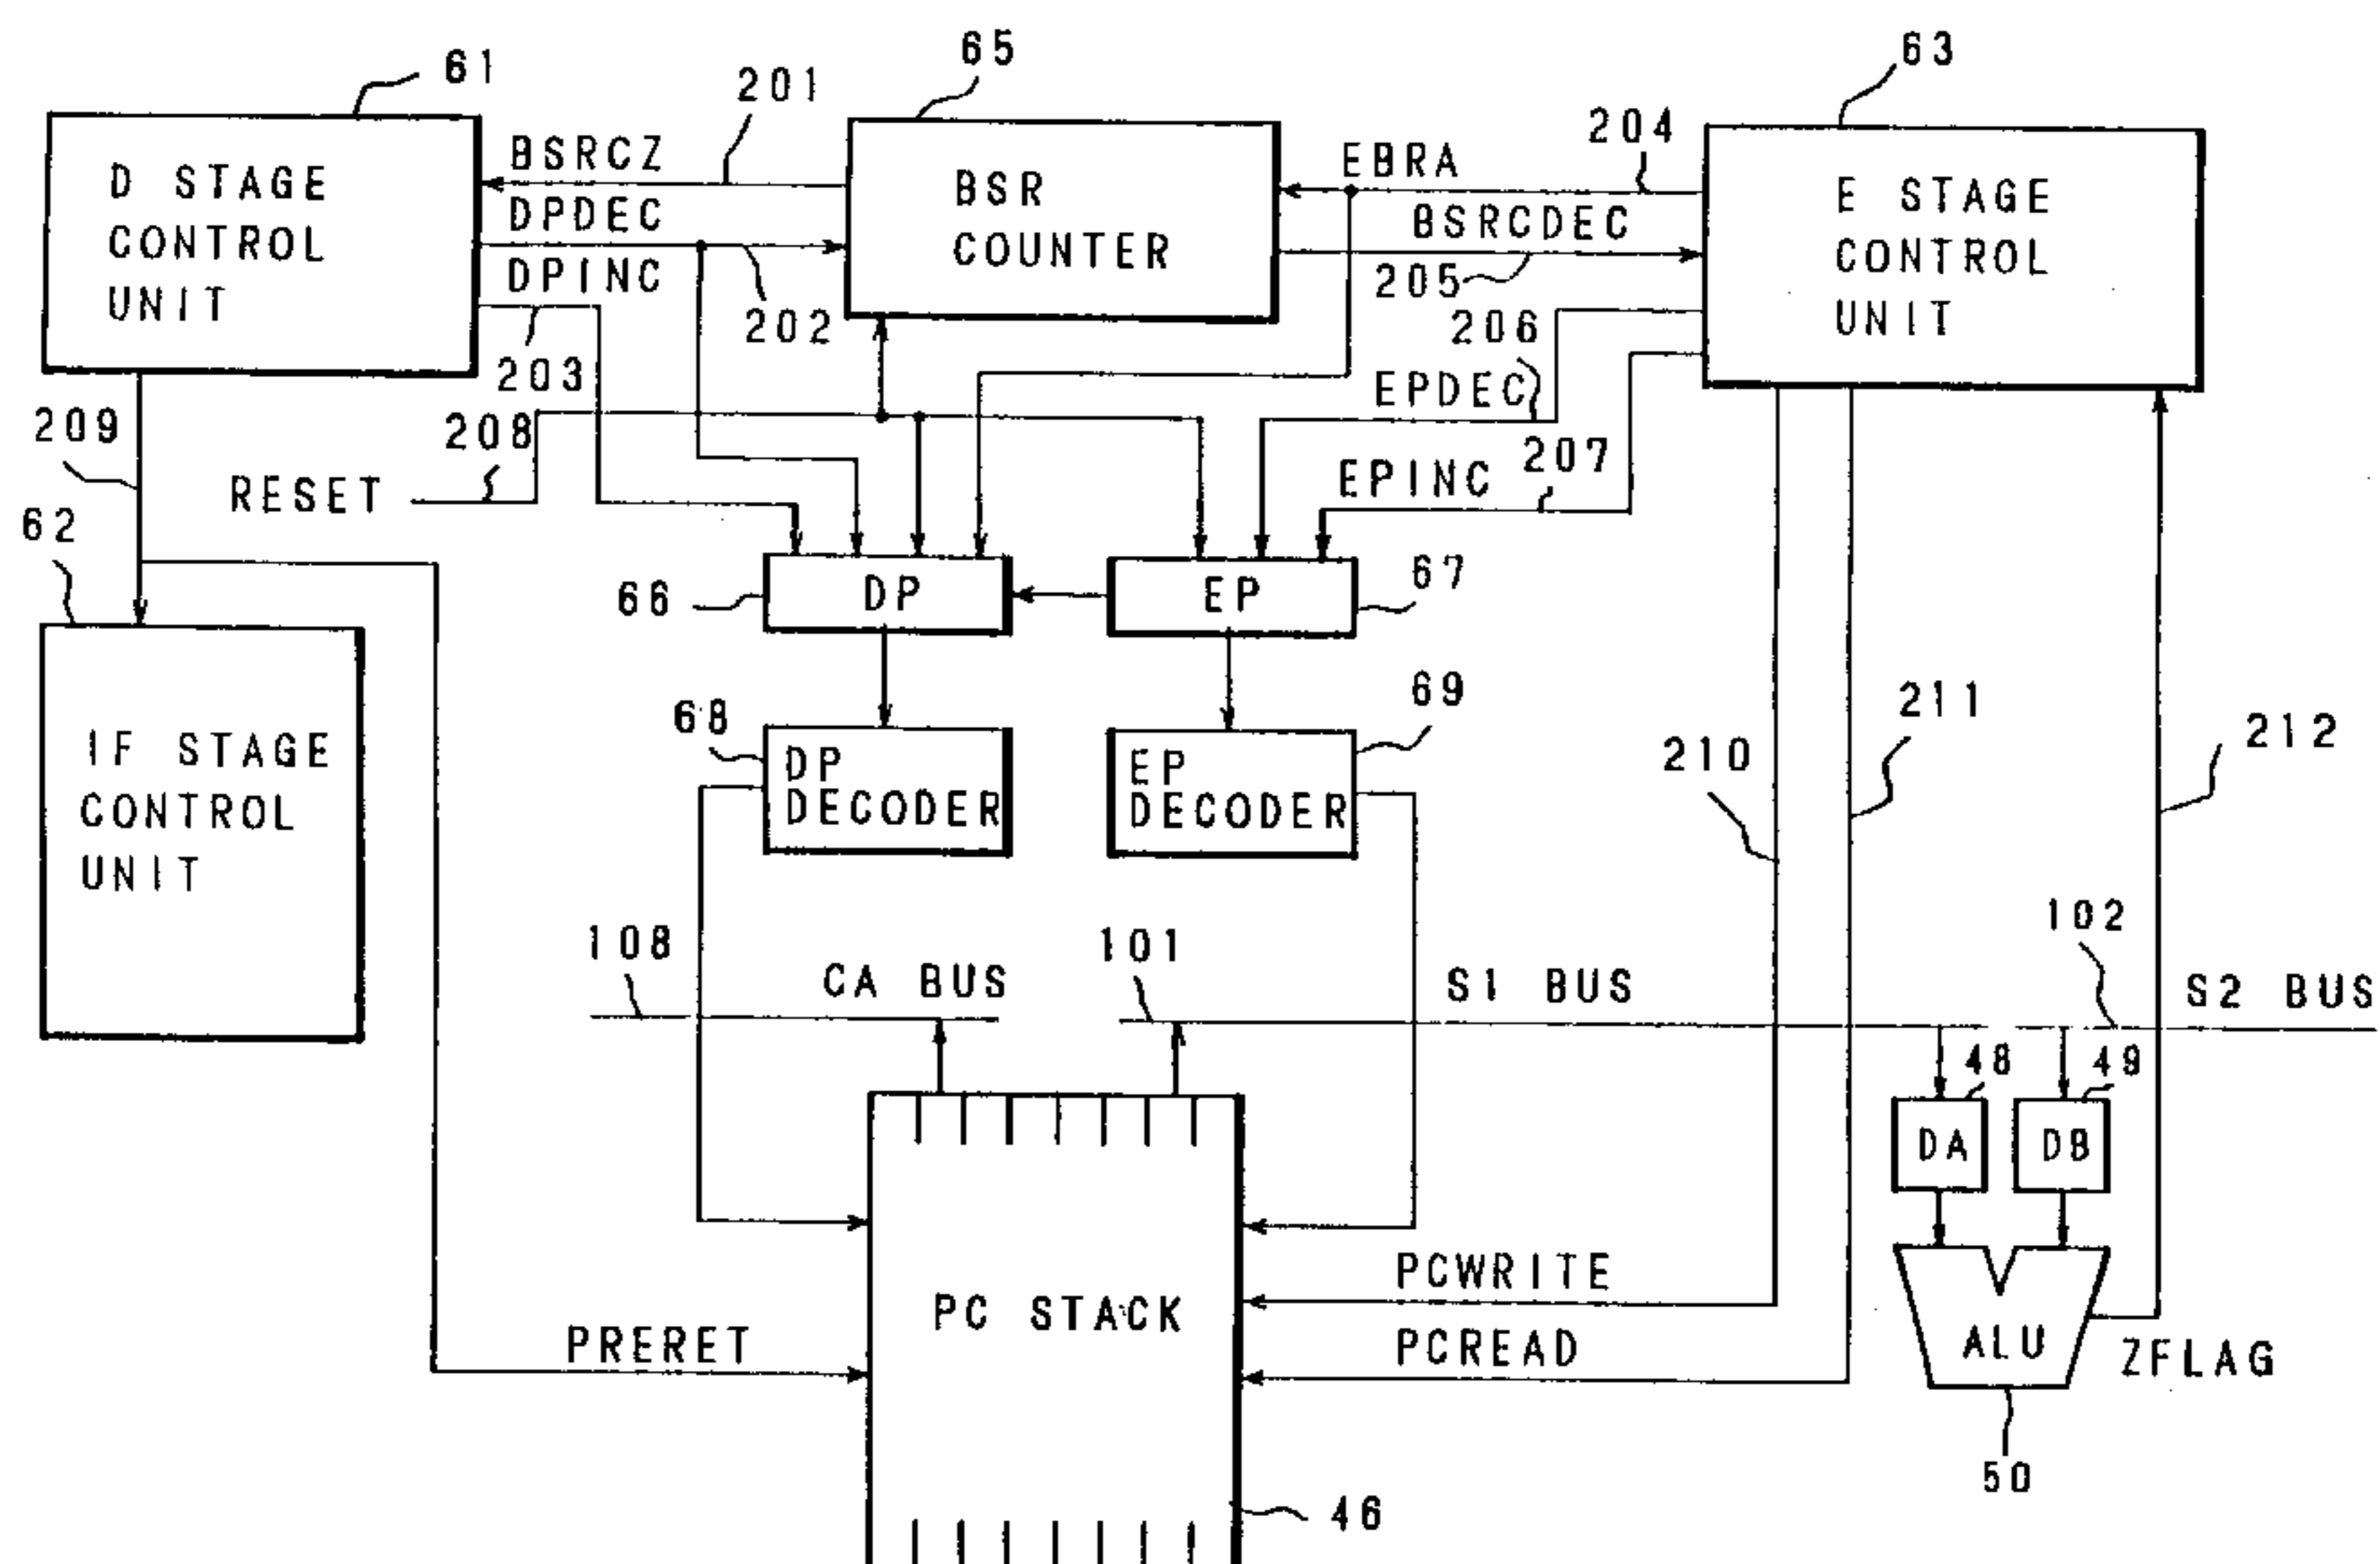 61
65
63
201
204
D STAGE
CONTROL
UNIT
BSRCZ
DPDEC
DPINC
BSR
COUNTER
EBRA
BSRCDEC
E STAGE
CONTROL
UNIT
202
205
206
203
EPDEC
209
208
207
RESET
EPINC
62
66
DP
EP
67
68
69
IF STAGE
CONTROL
UNIT
DP
DECODER
EP
DECODER
210
211
212
108
CA BUS
101
S1 BUS
102
S2 BUS
48
49
DA
DB
PCWRITE
PC STACK
PRERET
PCREAD
ALU
ZFLAG
50
46